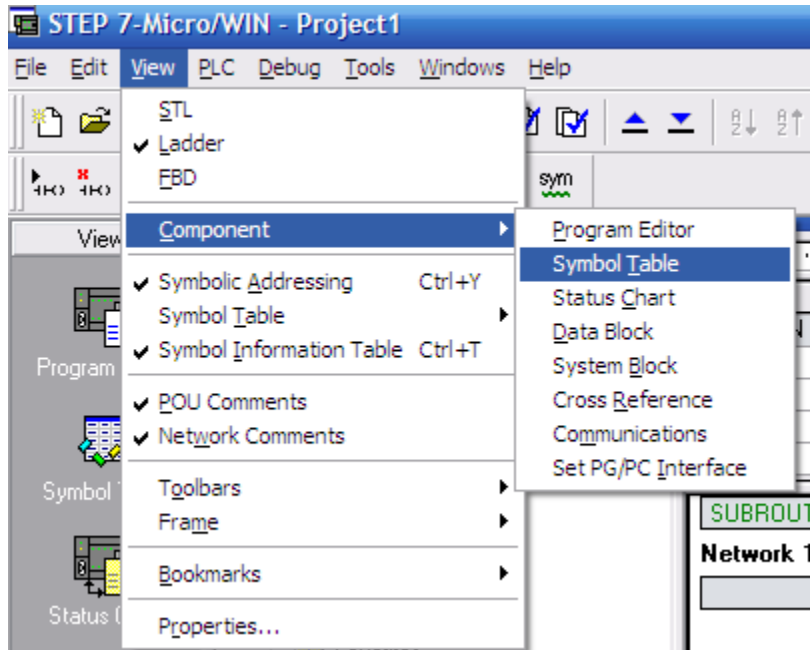 STEP 7-Micro/WIN - Project1
File Edit View PLC Debug Tools Windows Help
STL
Ladder
FBD
sym
View
Component
Program Editor
Symbol Table
Status Chart
Data Block
System Block
Cross Reference
Communications
Set PG/PC Interface
Symbolic Addressing Ctrl+Y
Symbol Table
Symbol Information Table Ctrl+T
Program
POU Comments
Network Comments
Symbol
Toolbars
Frame
SUBROUT
Network 1
Bookmarks
Status
Properties...